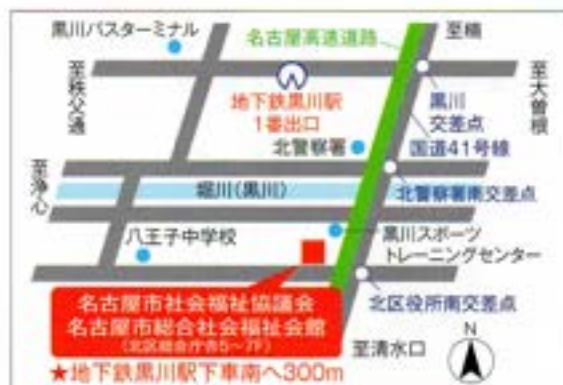 黒川バスターミナル
名古屋高速道路
至楠
至秩父通
至大曽根
地下鉄黒川駅
1番出口
黒川
交差点
北警察署
国道41号線
至浄心
堀川(黒川)
北警察署南交差点
八王子中学校
黒川スポーツ
トレーニングセンター
名古屋市社会福祉協議会
名古屋市総合社会福祉会館
(北区総合庁舎5~7F)
北区役所南交差点
至清水口
N
★地下鉄黒川駅下車南へ300m